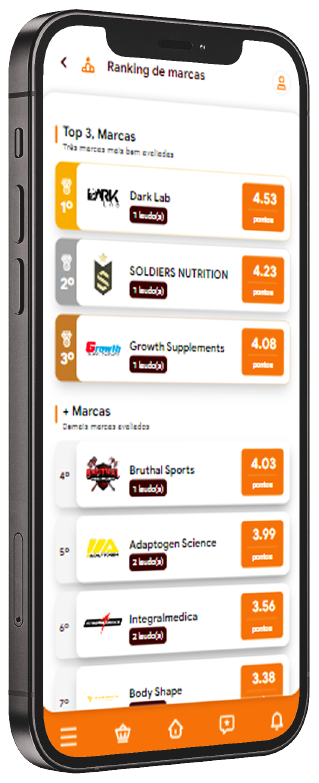 Ranking de marcas
Top 3. Marcas
Três marcas mais bem avaliadas
1º
DARK
LAB
Dark Lab
1 laudo(s)
4.53
pontos
2º
SOLDIERS NUTRITION
1 laudo(s)
4.23
pontos
3º
Growth
Growth Supplements
1 laudo(s)
4.08
pontos
+ Marcas
Demais marcas avaliadas
4º
Bruthal Sports
1 laudo(s)
4.03
pontos
5º
Adaptogen Science
2 laudo(s)
3.99
pontos
6º
Integralmedica
2 laudo(s)
3.56
pontos
7º
Body Shape
2 laudo(s)
3.38